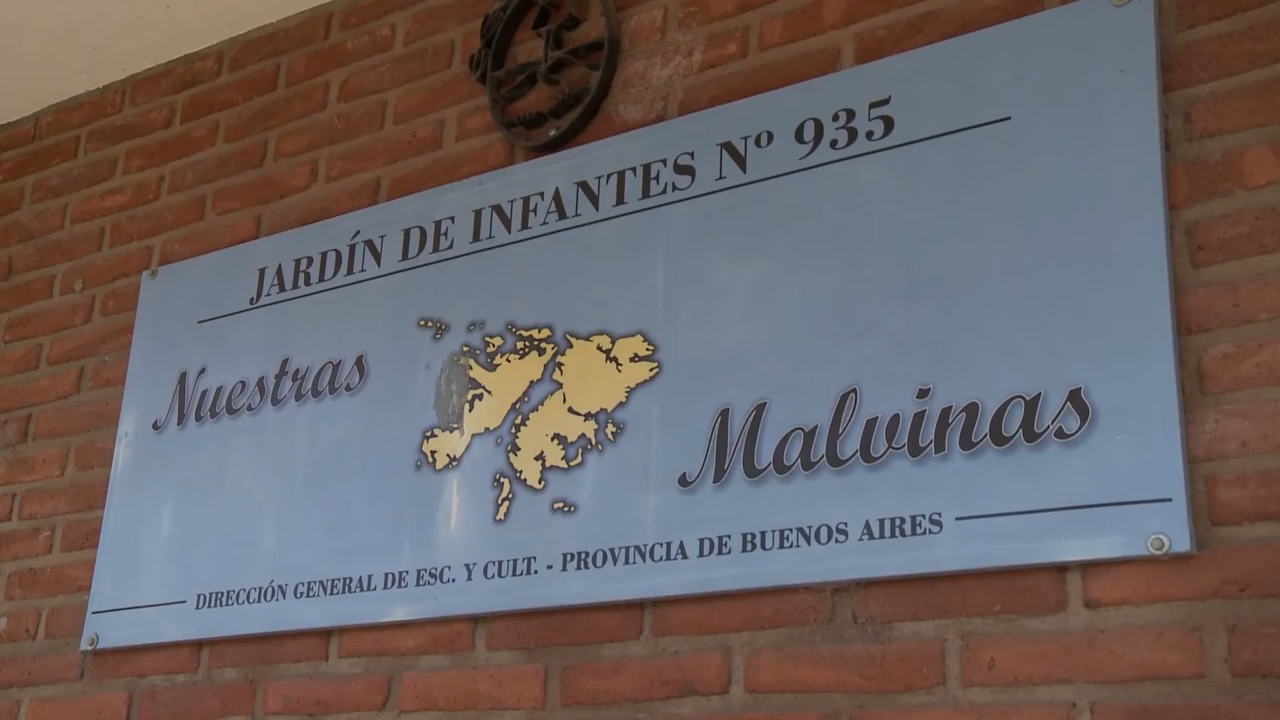 JARDÍN DE INFANTES Nº 935
Nuestras Malvinas
DIRECCIÓN GENERAL DE ESC. Y CULT. - PROVINCIA DE BUENOS AIRES